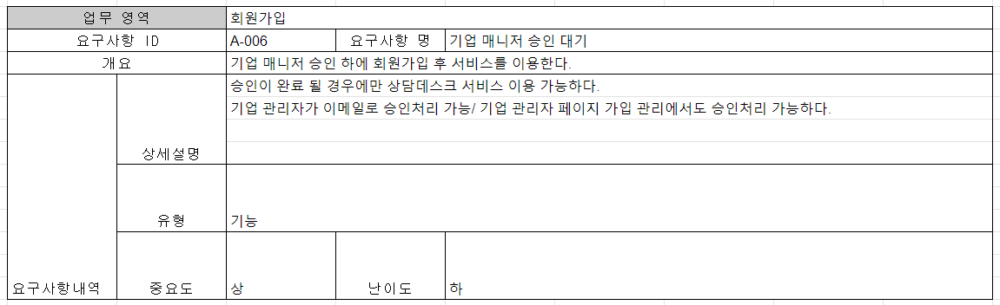 업무 영역 회원가입
요구사항 ID A-006 요구사항 명 기업 매니저 승인 대기
개요 기업 매니저 승인 하에 회원가입 후 서비스를 이용한다.
승인이 완료 될 경우에만 상담데스크 서비스 이용 가능하다.
기업 관리자가 이메일로 승인처리 가능/ 기업 관리자 페이지 가입 관리에서도 승인처리 가능하다.
상세설명
유형 기능
요구사항내역 중요도 상 난이도 하